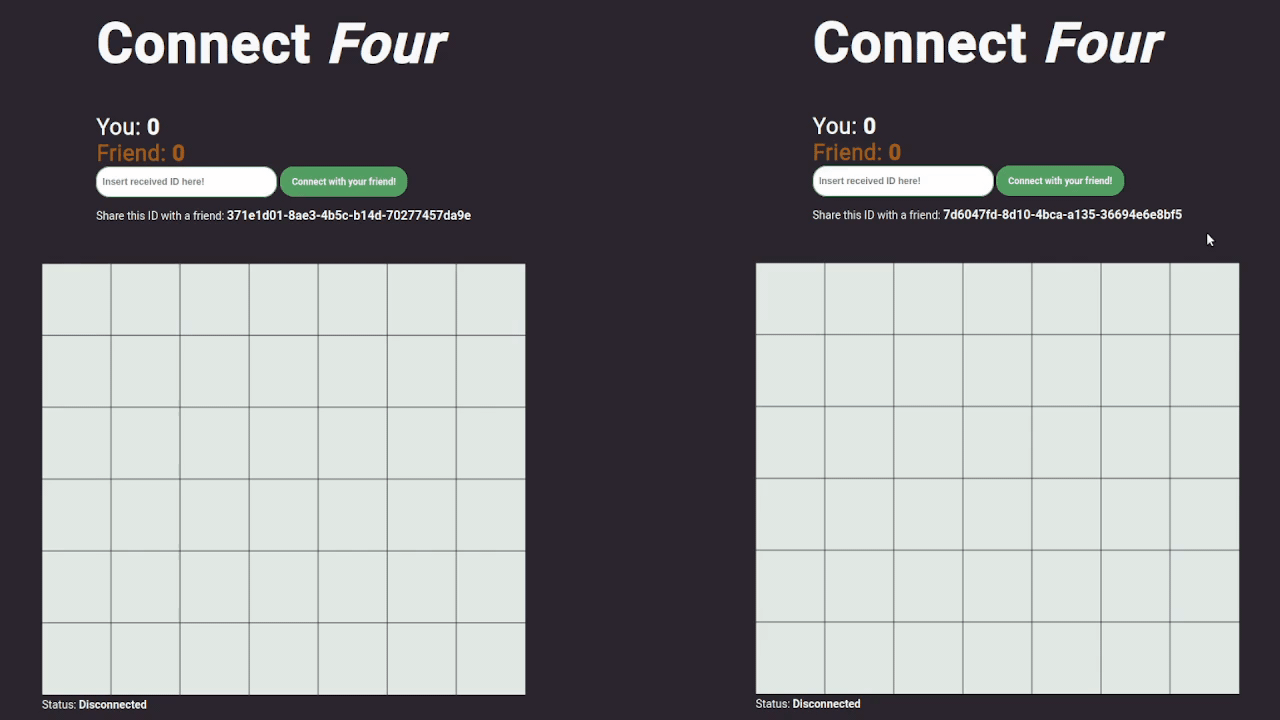 Connect Four
You: 0
Friend: 0
Insert received ID here! Connect with your friend!
Share this ID with a friend: 371e1d01-8ae3-4b5c-b14d-70277457da9e
Status: Disconnected
Connect Four
You: 0
Friend: 0
Insert received ID here! Connect with your friend!
Share this ID with a friend: 7d6047fd-8d10-4bca-a135-36694e6e8bf5
Status: Disconnected